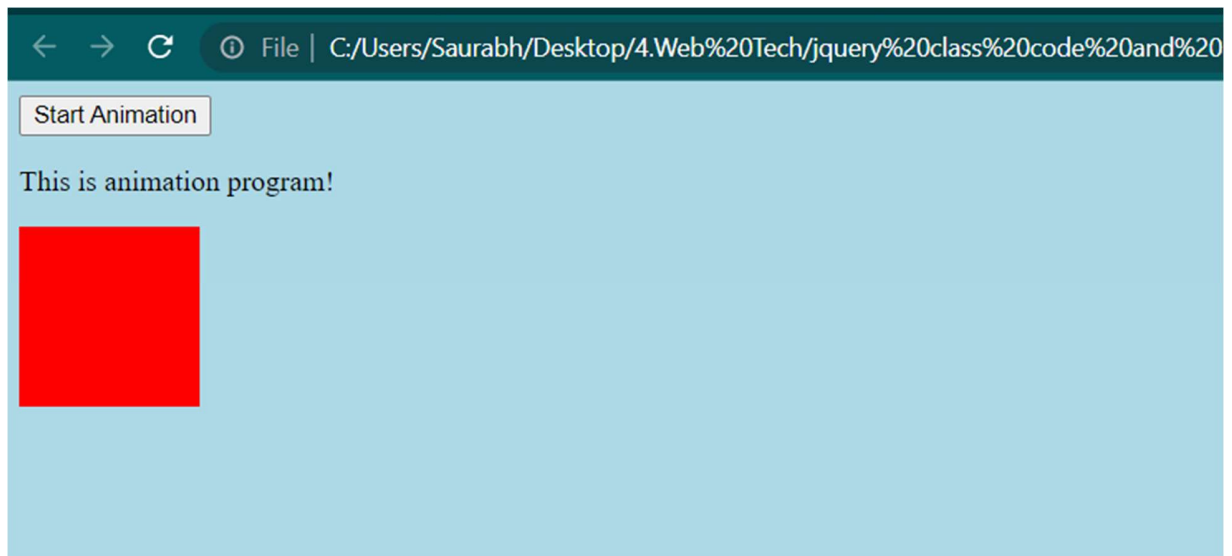 File | C:/Users/Saurabh/Desktop/4.Web%20Tech/jquery%20class%20code%20and%20
Start Animation
This is animation program!